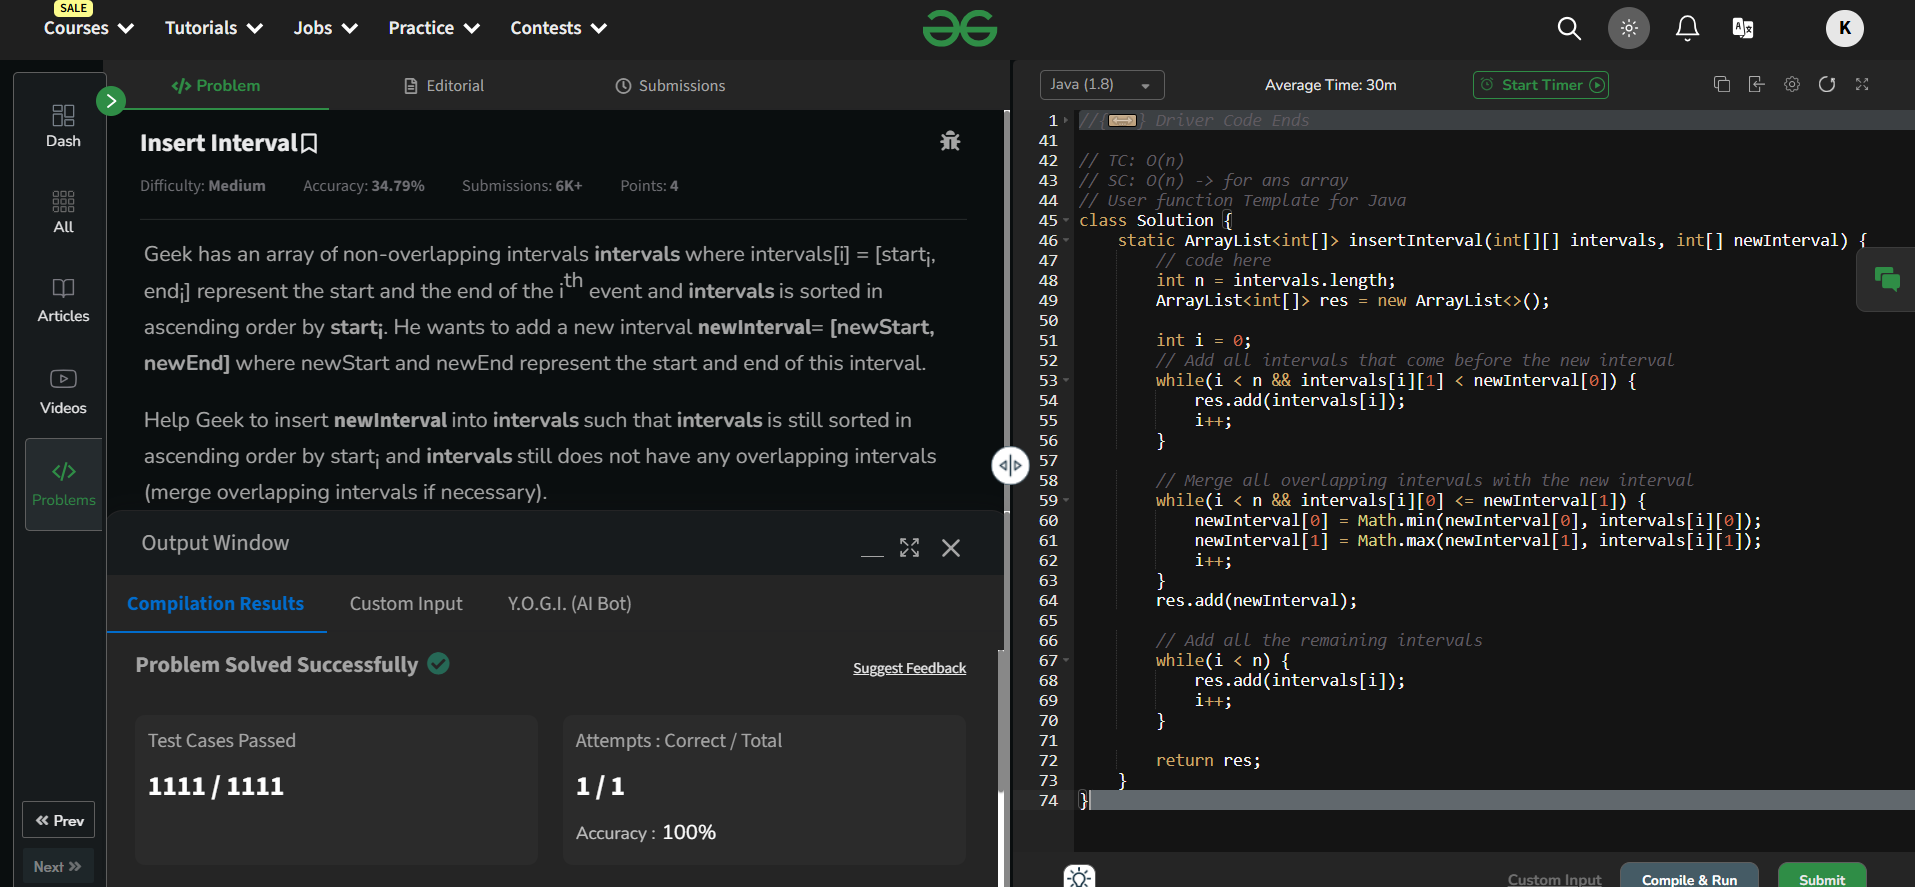 SALE
Courses Tutorials Jobs Practice Contests
K
Dash
All
Articles
Videos
</> Problems
Prev
Next
</> Problem Editorial Submissions
Insert Interval
Difficulty: Medium Accuracy: 34.79% Submissions: 6K+ Points: 4
Geek has an array of non-overlapping intervals intervals where intervals[i] = [starti,
endi] represent the start and the end of the ith event and intervals is sorted in
ascending order by starti. He wants to add a new interval newInterval= [newStart,
newEnd] where newStart and newEnd represent the start and end of this interval.
Help Geek to insert newInterval into intervals such that intervals is still sorted in
ascending order by starti and intervals still does not have any overlapping intervals
(merge overlapping intervals if necessary).
Output Window
Compilation Results Custom Input Y.O.G.I. (AI Bot)
Problem Solved Successfully
Suggest Feedback
Test Cases Passed
1111 / 1111
Attempts : Correct / Total
1 / 1
Accuracy : 100%
Java (1.8) Average Time: 30m Start Timer
1 //{ } Driver Code Ends
41
42 // TC: O(n)
43 // SC: O(n) -> for ans array
44 // User function Template for Java
45 class Solution {
46     static ArrayList<int[]> insertInterval(int[][] intervals, int[] newInterval) {
47         // code here
48         int n = intervals.length;
49         ArrayList<int[]> res = new ArrayList<>();
50
51         int i = 0;
52         // Add all intervals that come before the new interval
53         while(i < n && intervals[i][1] < newInterval[0]) {
54             res.add(intervals[i]);
55             i++;
56         }
57
58         // Merge all overlapping intervals with the new interval
59         while(i < n && intervals[i][0] <= newInterval[1]) {
60             newInterval[0] = Math.min(newInterval[0], intervals[i][0]);
61             newInterval[1] = Math.max(newInterval[1], intervals[i][1]);
62             i++;
63         }
64         res.add(newInterval);
65
66         // Add all the remaining intervals
67         while(i < n) {
68             res.add(intervals[i]);
69             i++;
70         }
71
72         return res;
73     }
74 }
Custom Input Compile & Run Submit